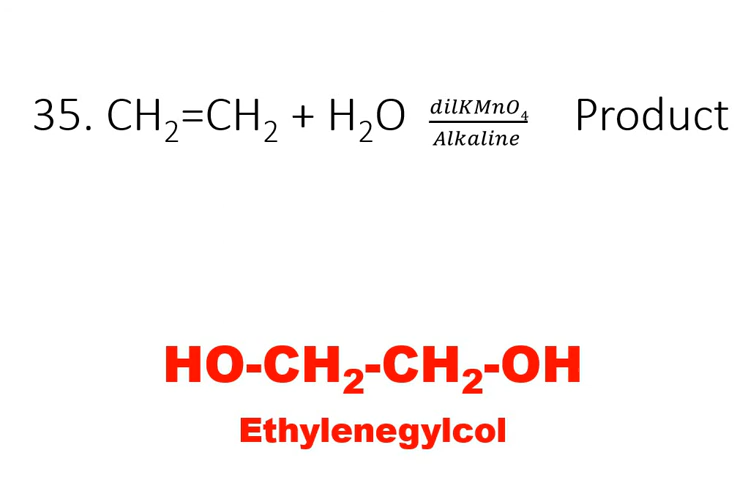 35. CH₂=CH₂ + H₂O dilKMnO₄ Product
Alkaline
HO-CH₂-CH₂-OH
Ethylenegylcol